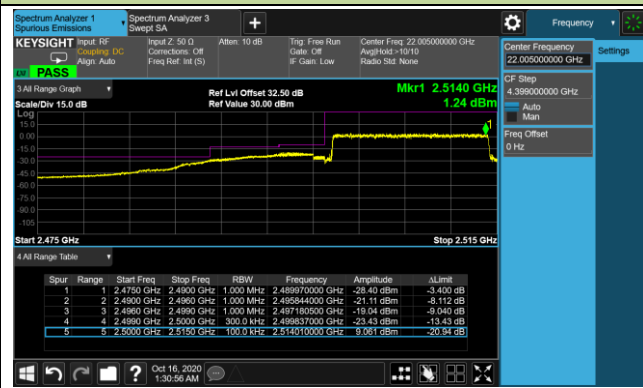 Spectrum Analyzer 1
Spurious Emissions
Spectrum Analyzer 3
Swept SA
Frequency
KEYSIGHT
Input: RF
Coupling: DC
Align: Auto
Input Z: 50 Ω
Corrections: Off
Freq Ref: Int (S)
Atten: 10 dB
Trig: Free Run
Gate: Off
IF Gain: Low
Center Freq: 22.005000000 GHz
Avg|Hold:>10/10
Radio Std: None
PASS
Center Frequency
22.005000000 GHz
Settings
CF Step
4.399000000 GHz
Auto
Man
Freq Offset
0 Hz
3 All Range Graph
Ref Lvl Offset 32.50 dB
Mkr1 2.5140 GHz
Scale/Div 15.0 dB
Ref Value 30.00 dBm
1.24 dBm
Log
15.0
0.00
-15.0
-30.0
-45.0
-60.0
-75.0
-90.0
-105
1
Start 2.475 GHz
Stop 2.515 GHz
4 All Range Table
Spur Range Start Freq Stop Freq RBW Frequency Amplitude ΔLimit
1 1 2.4750 GHz 2.4900 GHz 1.000 MHz 2.489970000 GHz -28.40 dBm -3.400 dB
2 2 2.4900 GHz 2.4960 GHz 1.000 MHz 2.495844000 GHz -21.11 dBm -8.112 dB
3 3 2.4960 GHz 2.4990 GHz 1.000 MHz 2.497180500 GHz -19.04 dBm -9.040 dB
4 4 2.4990 GHz 2.5000 GHz 300.0 kHz 2.499837000 GHz -23.43 dBm -13.43 dB
5 5 2.5000 GHz 2.5150 GHz 100.0 kHz 2.514010000 GHz 9.061 dBm -20.94 dB
Oct 16, 2020
1:30:56 AM